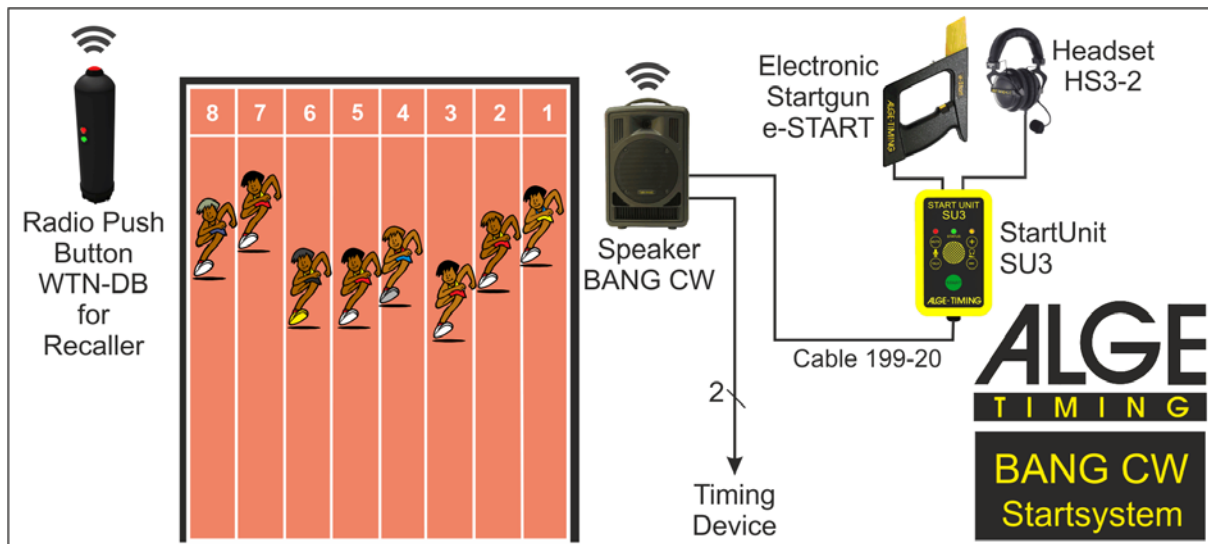 Radio Push
Button
WTN-DB
for
Recaller
8 7 6 5 4 3 2 1
Speaker
BANG CW
Electronic
Startgun
e-START
ALGE-TIMING
Headset
HS3-2
START UNIT
SU3
ALGE-TIMING
StartUnit
SU3
Cable 199-20
2
Timing
Device
ALGE
TIMING
BANG CW
Startsystem